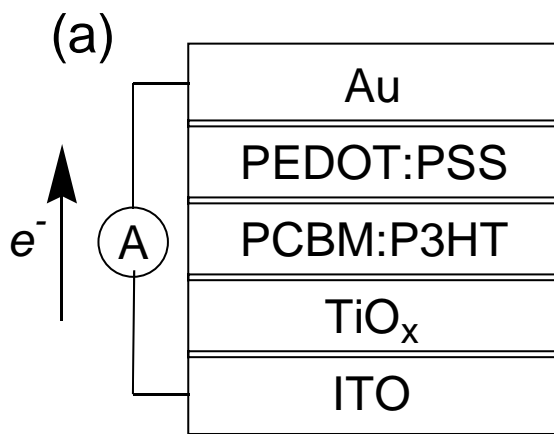 (a)
Au
PEDOT:PSS
e-
A
PCBM:P3HT
TiOx
ITO